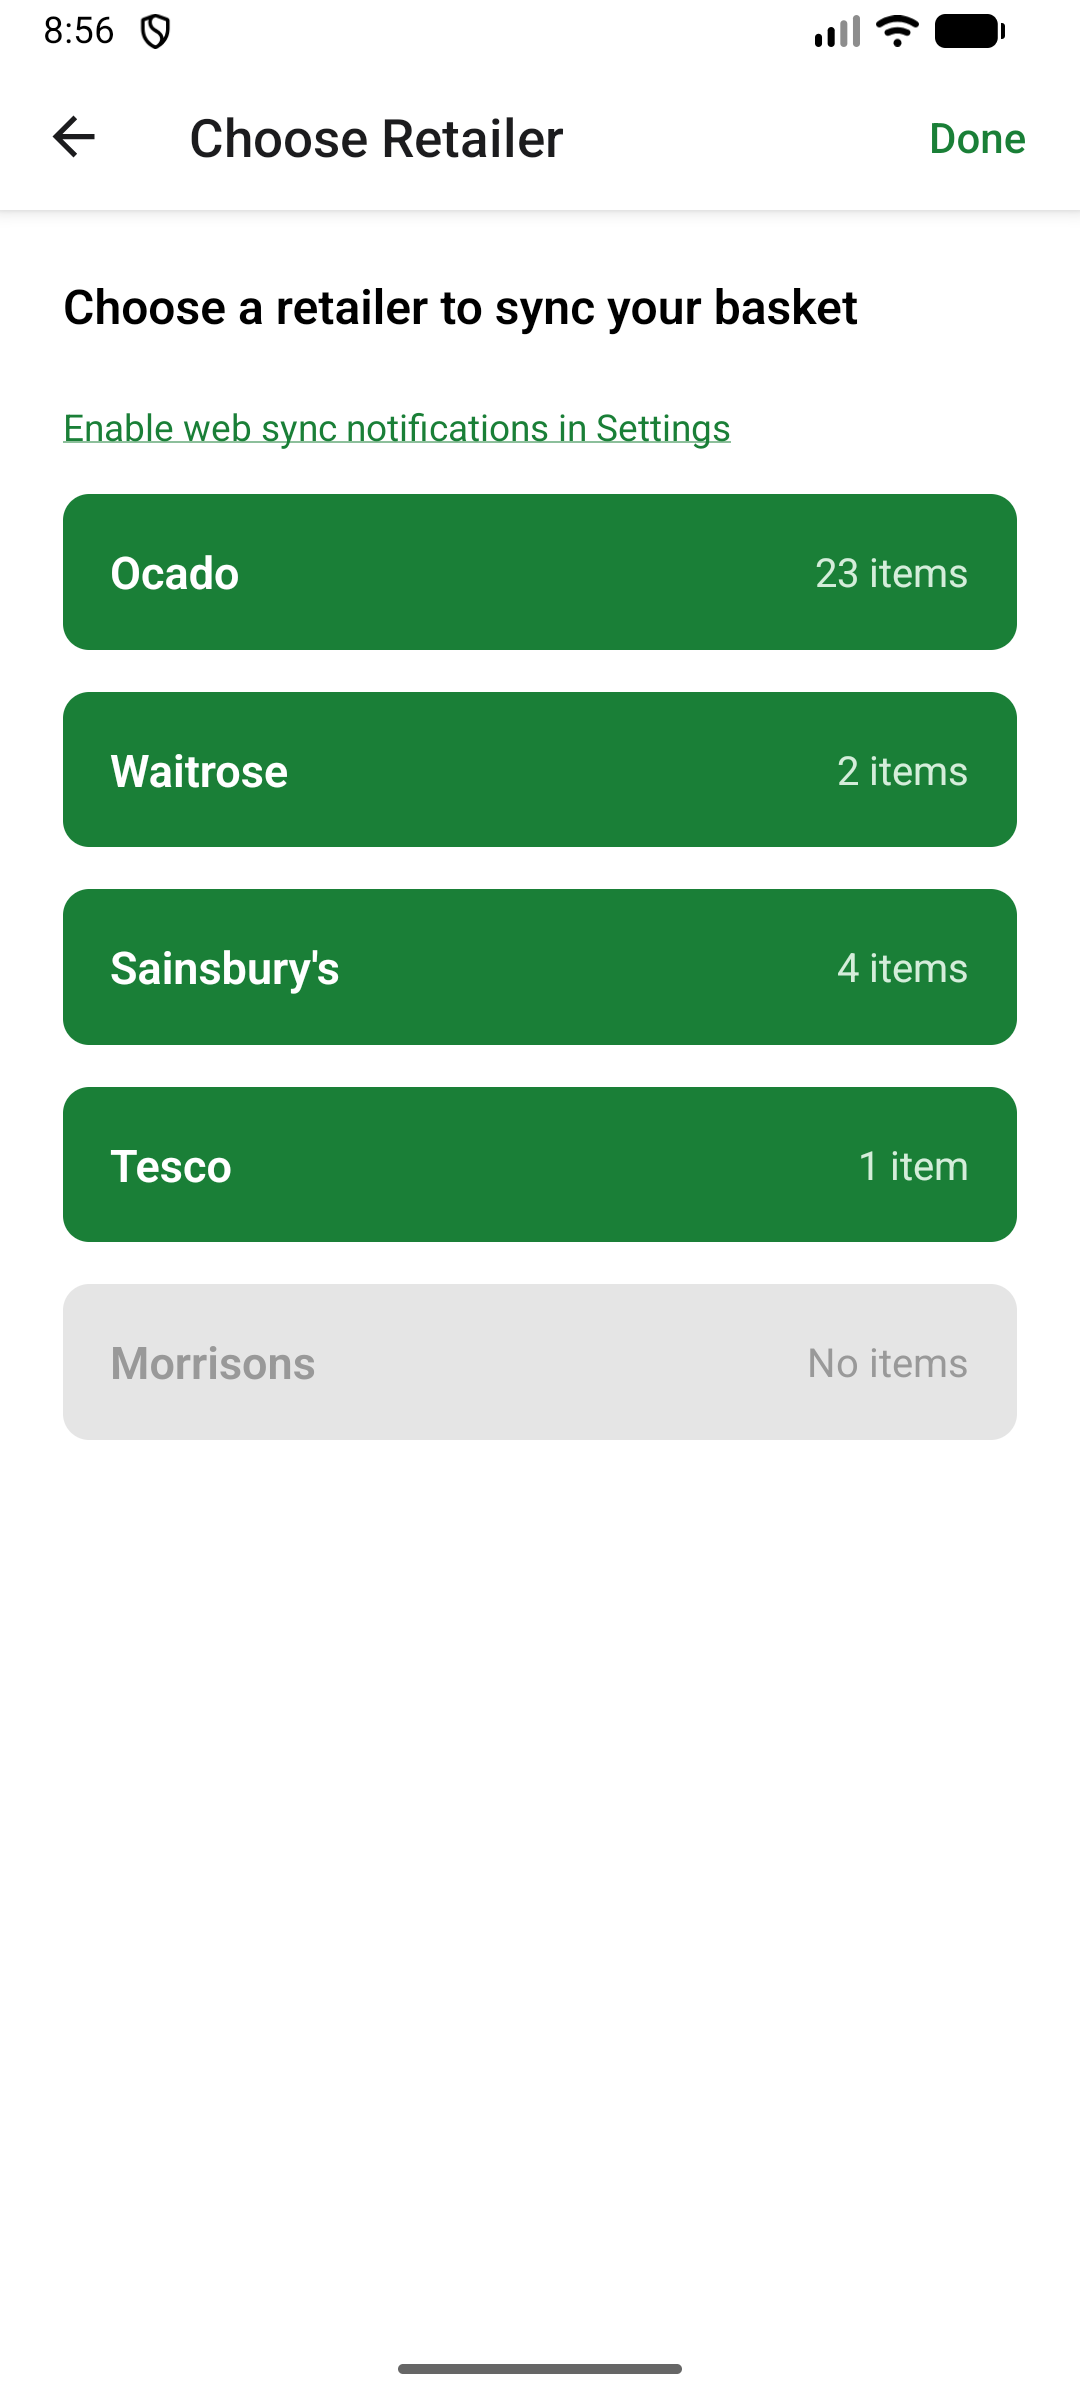 8:56
Choose Retailer
Done
Choose a retailer to sync your basket
Enable web sync notifications in Settings
Ocado
23 items
Waitrose
2 items
Sainsbury's
4 items
Tesco
1 item
Morrisons
No items